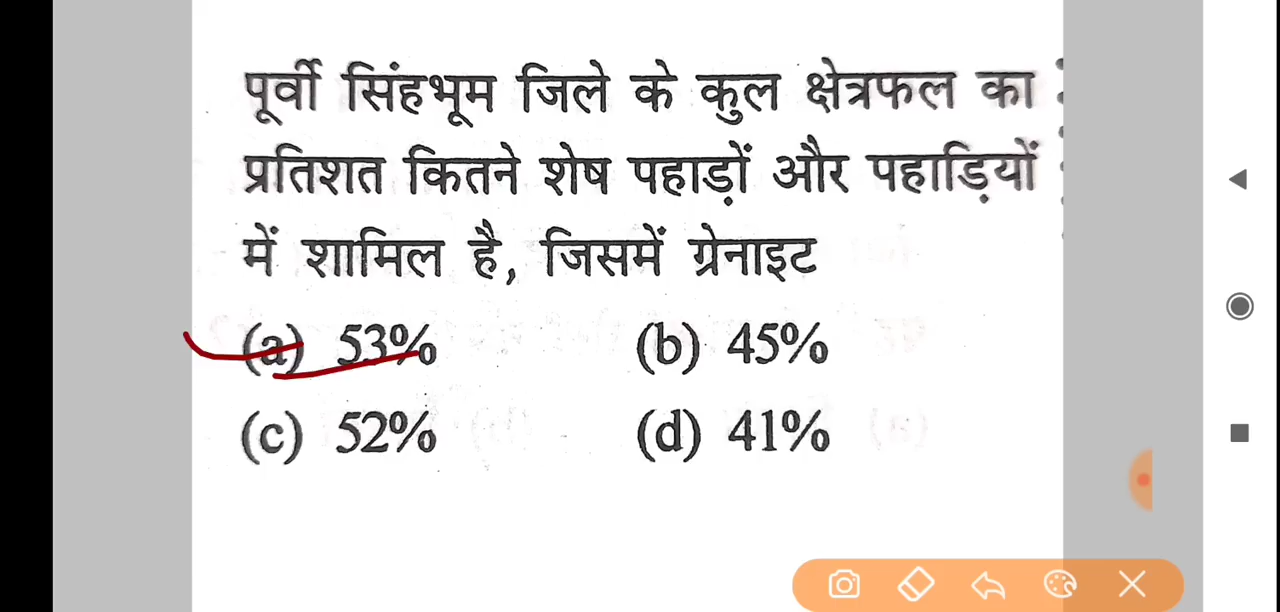 पूर्वी सिंहभूम जिले के कुल क्षेत्रफल का
प्रतिशत कितने शेष पहाड़ों और पहाड़ियों
में शामिल है, जिसमें ग्रेनाइट
(a) 53% (b) 45%
(c) 52% (d) 41%